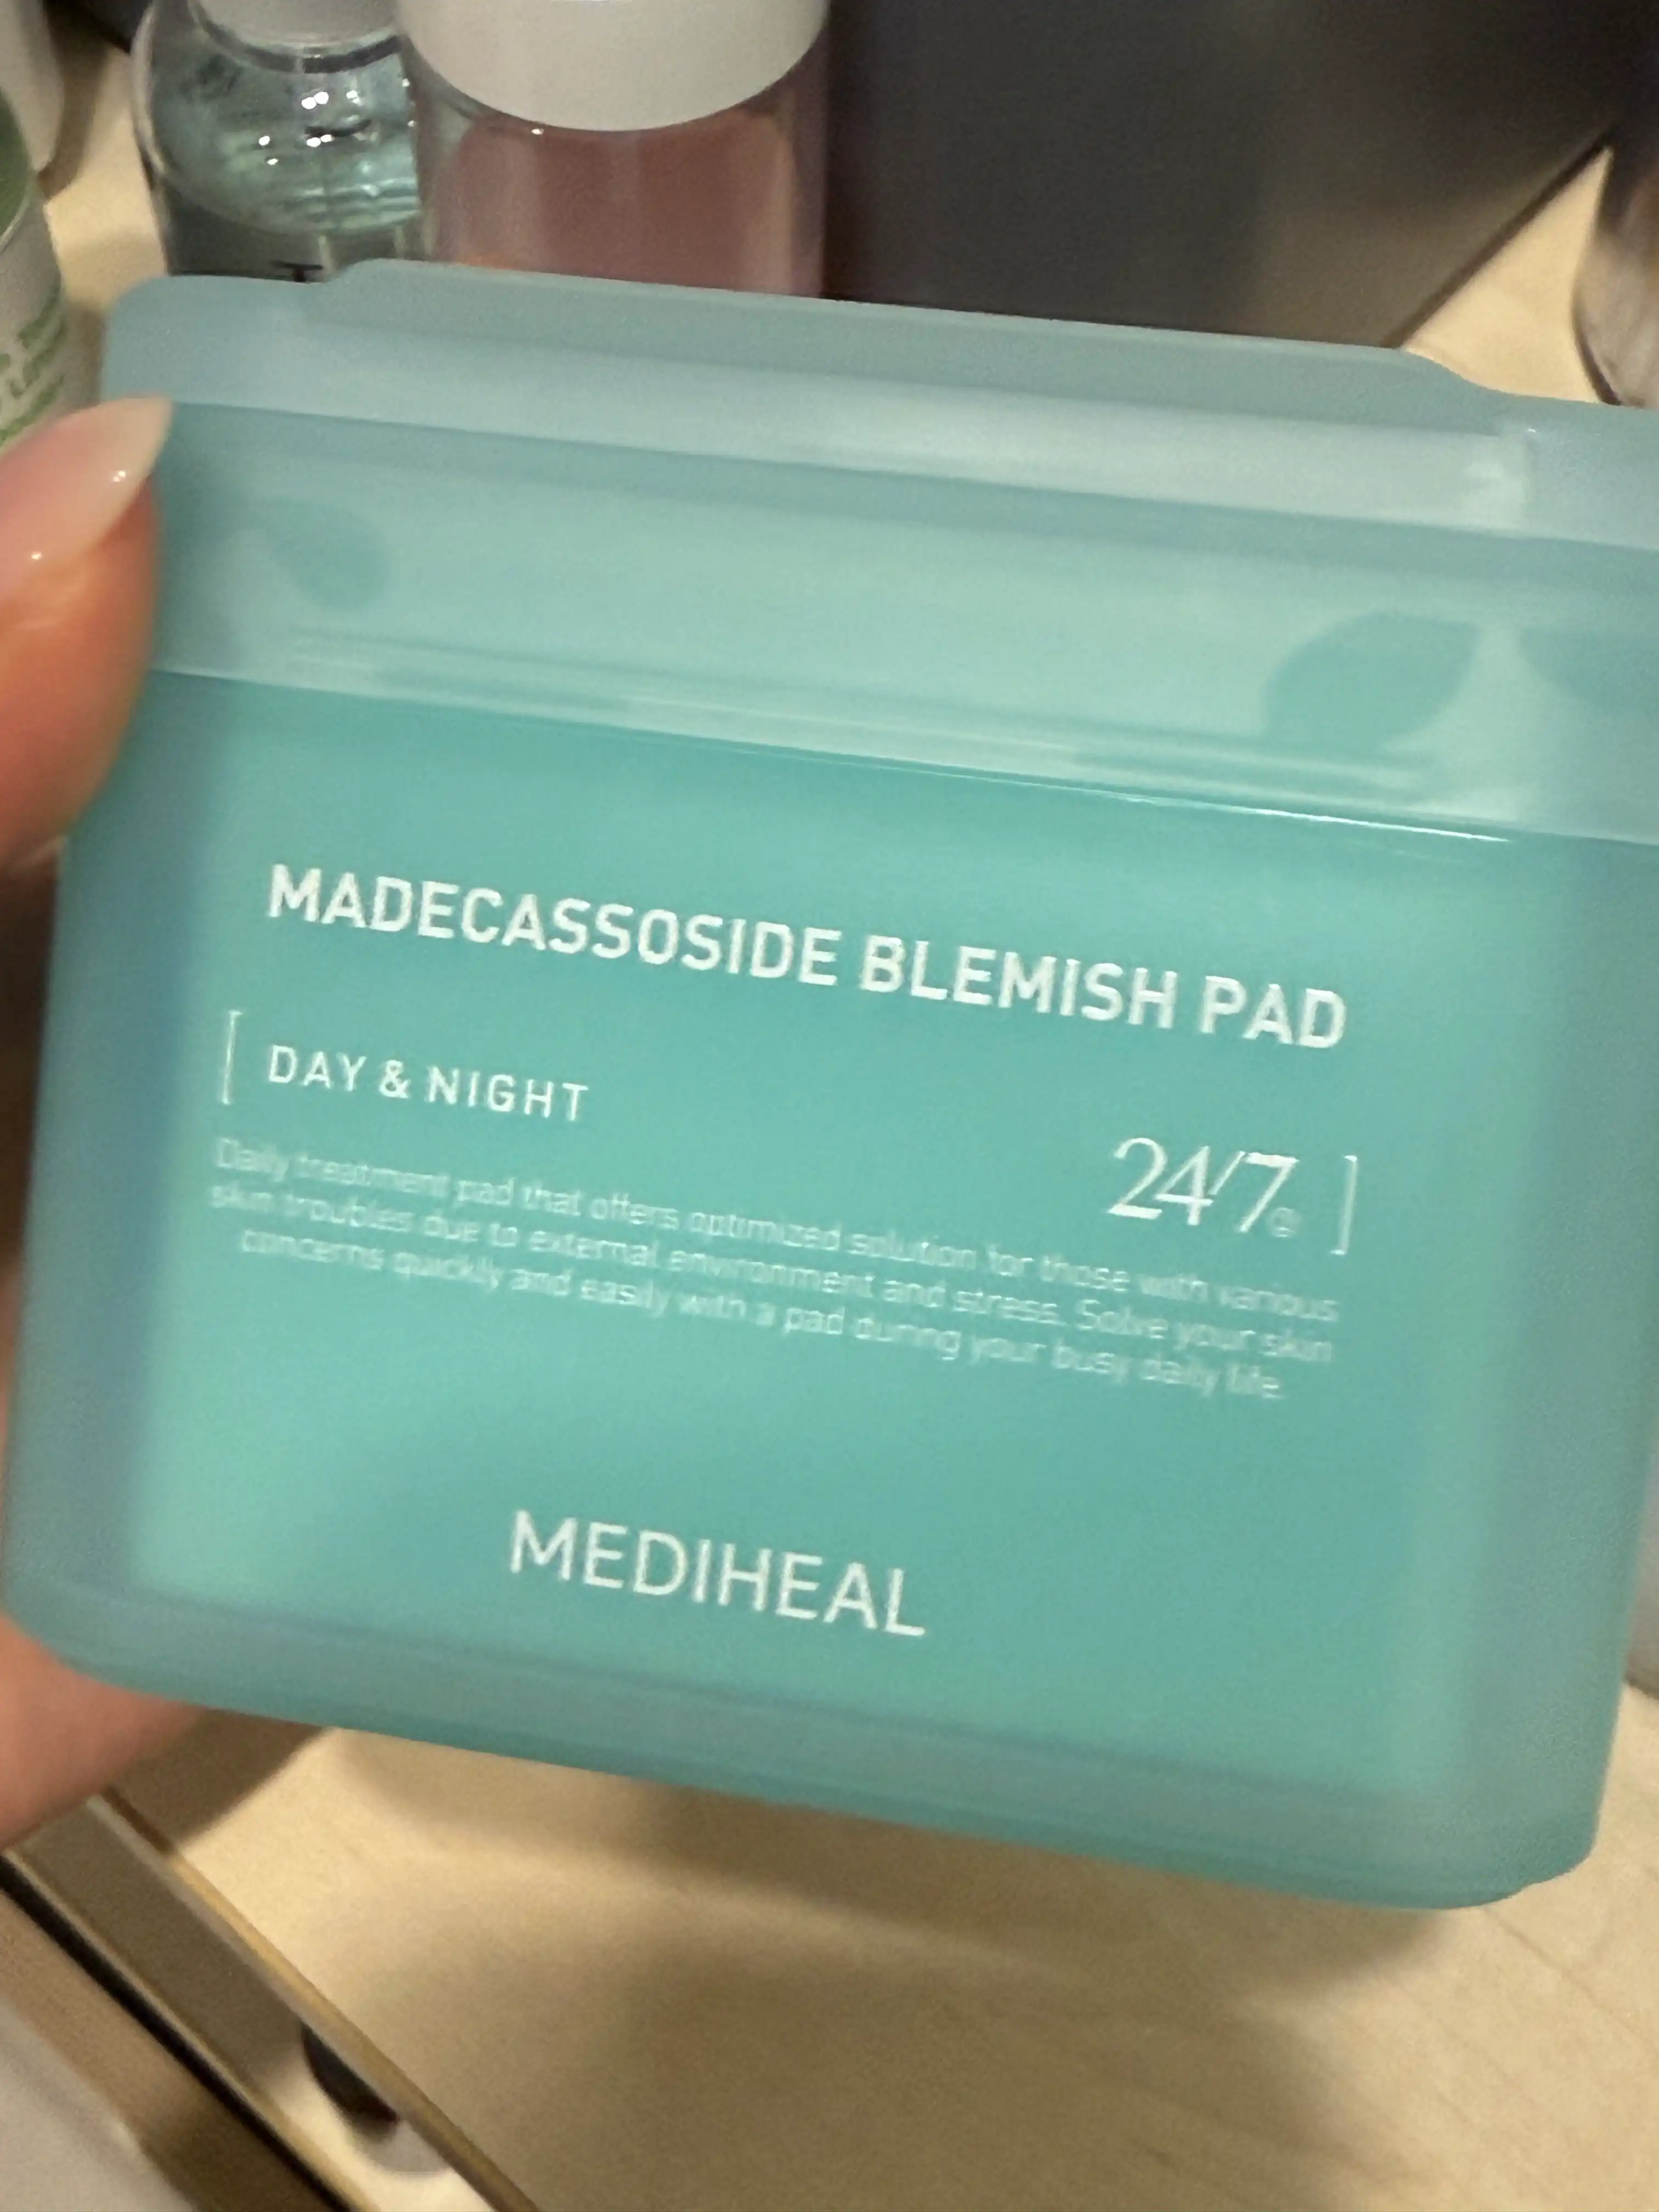 MADECASSOSIDE BLEMISH PAD
[ DAY & NIGHT
24/7® ]
Daily treatment pad that offers optimized solution for those with various
skin troubles due to external environment and stress. Solve your skin
concerns quickly and easily with a pad during your busy daily life.
MEDIHEAL